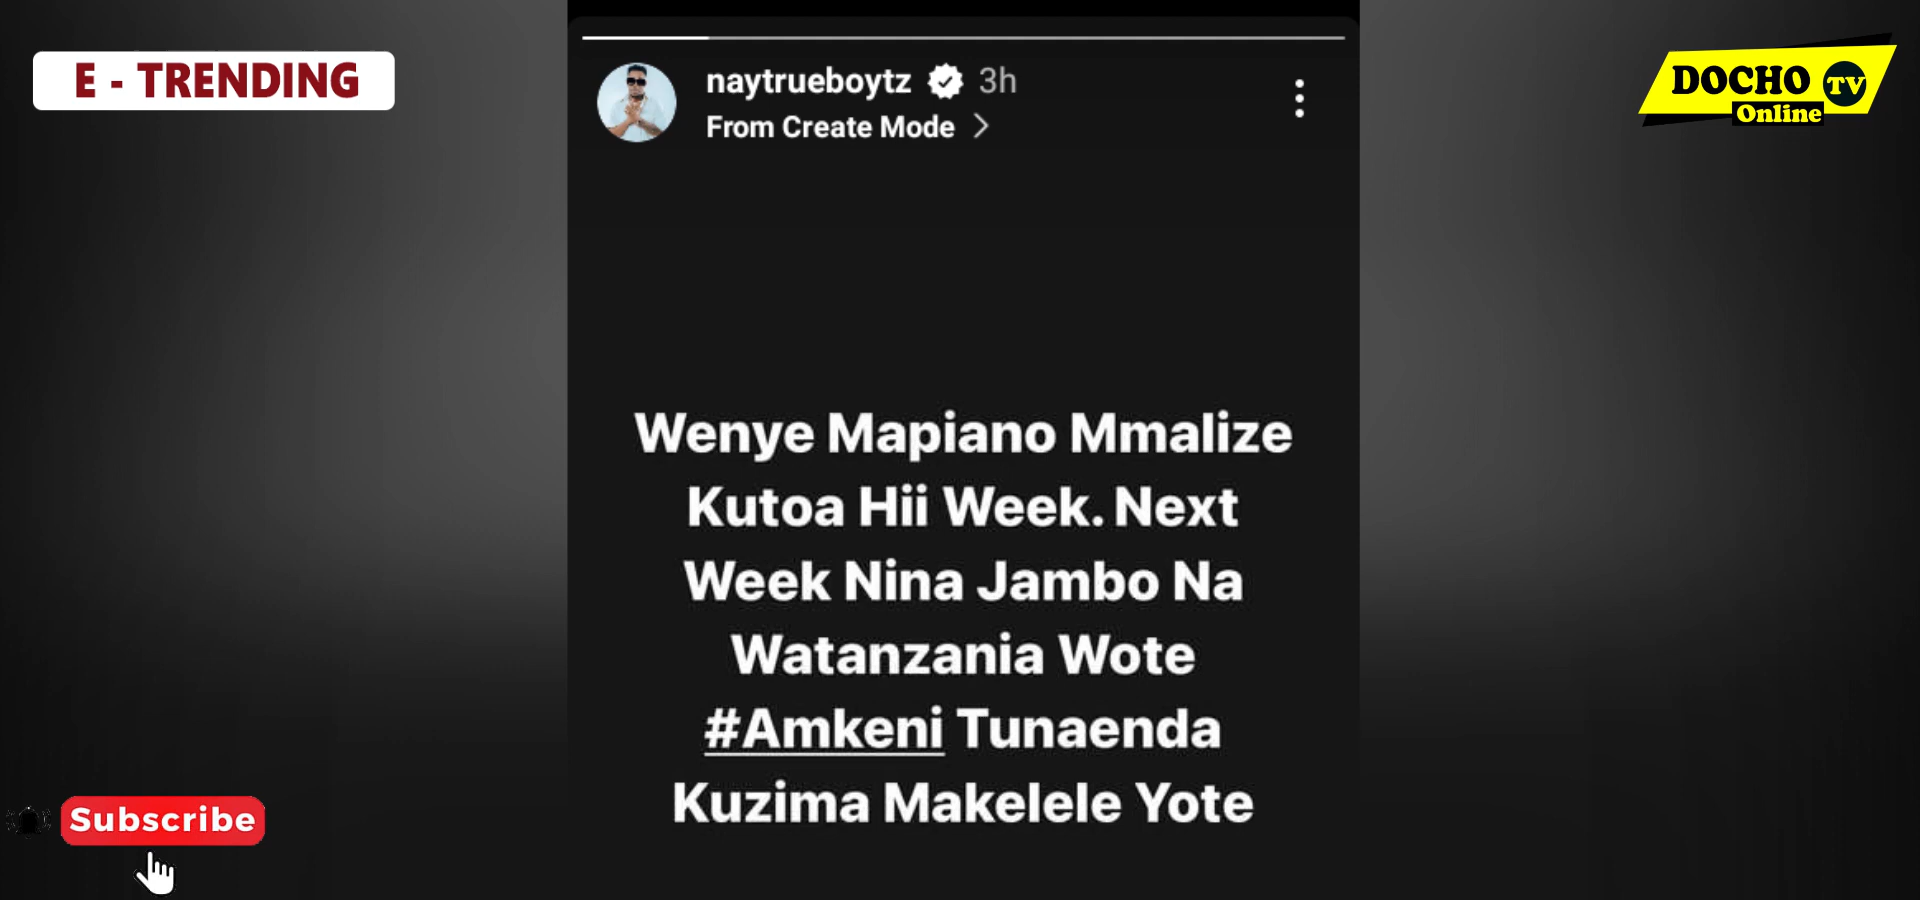 E - TRENDING
naytrueboytz 3h
From Create Mode
DOCHO TV
Online
Wenye Mapiano Mmalize
Kutoa Hii Week. Next
Week Nina Jambo Na
Watanzania Wote
#Amkeni Tunaenda
Kuzima Makelele Yote
Subscribe